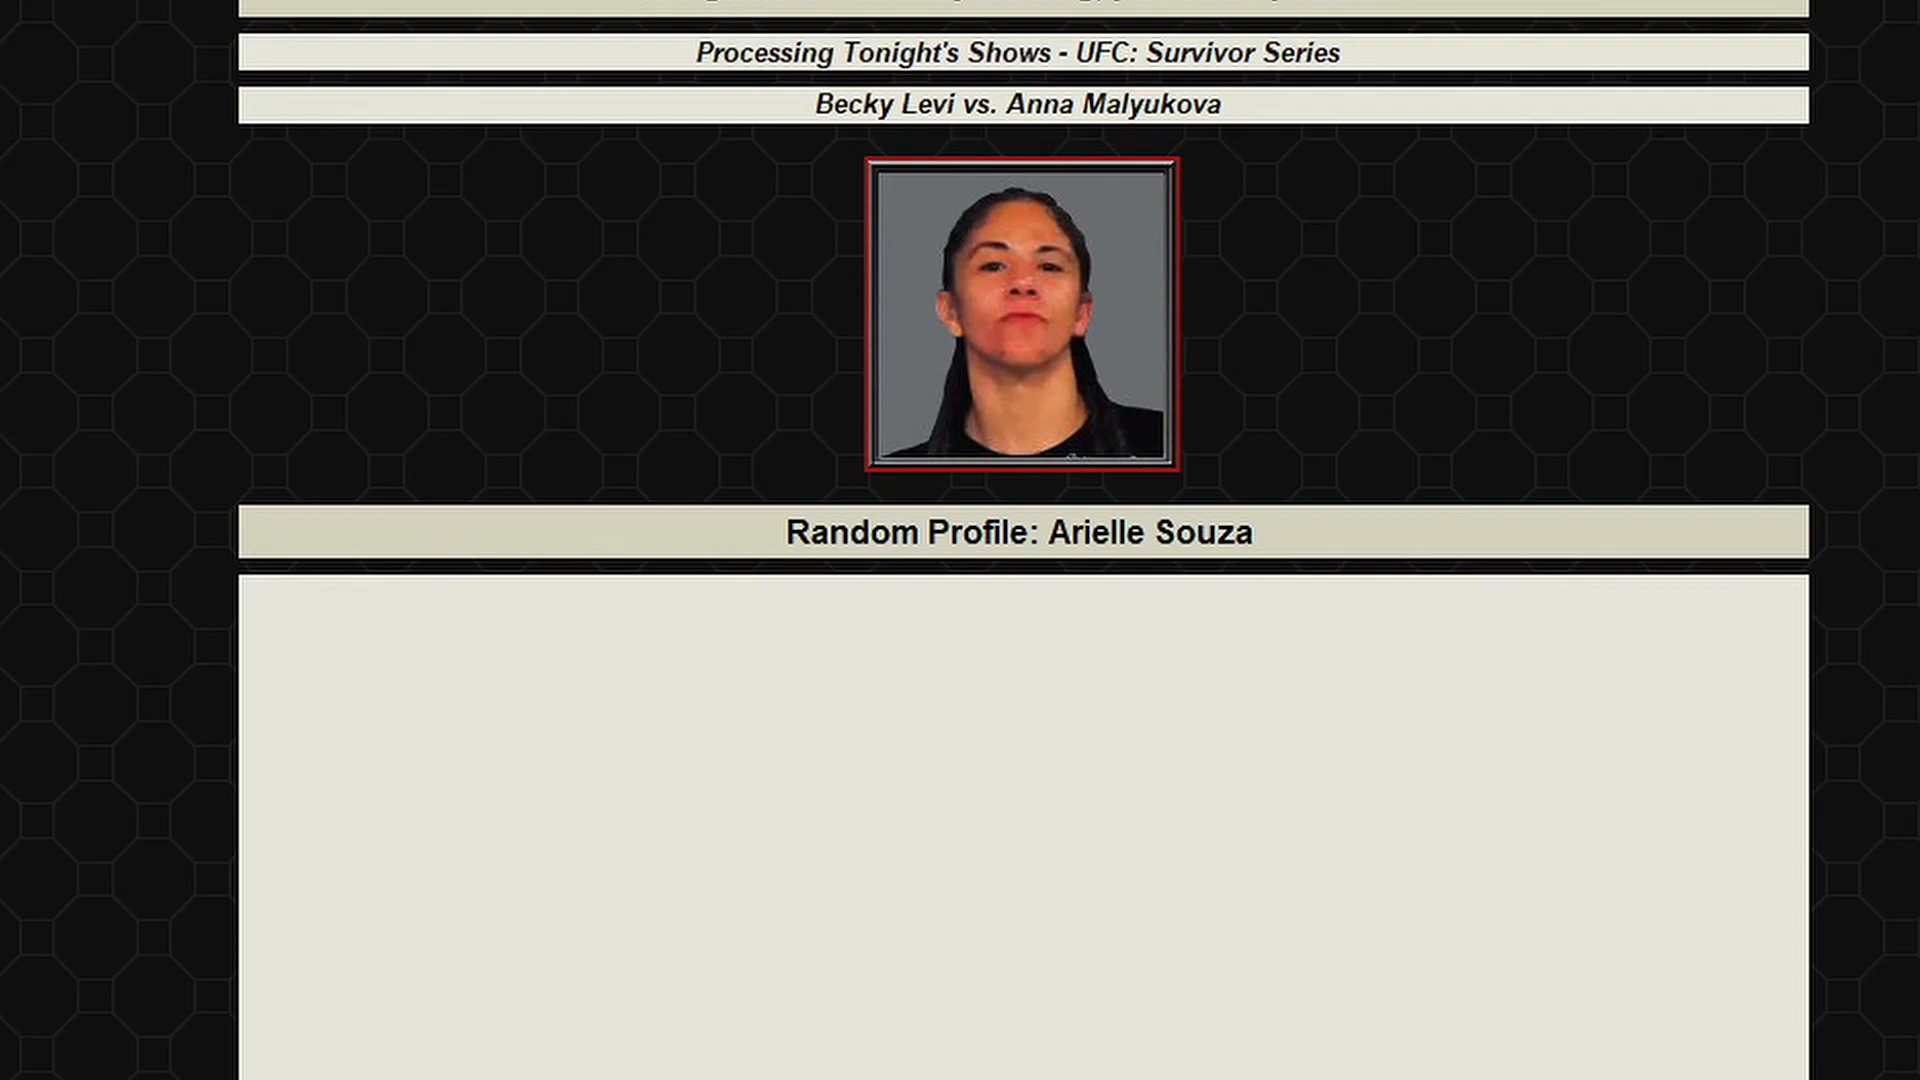 Processing Tonight's Shows - UFC: Survivor Series
Becky Levi vs. Anna Malyukova
Random Profile: Arielle Souza